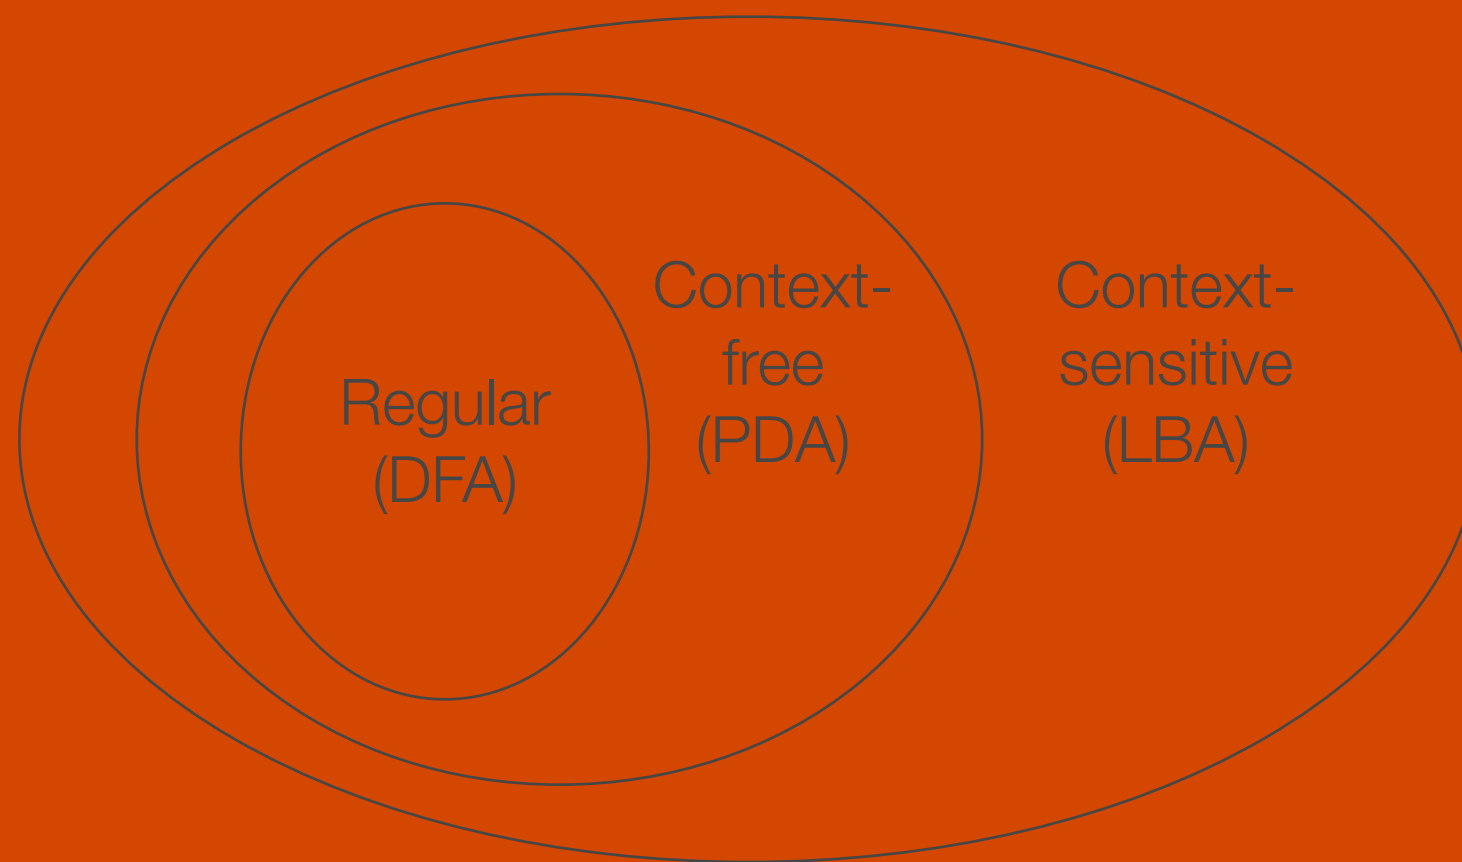 Regular
(DFA)
Context-
free
(PDA)
Context-
sensitive
(LBA)